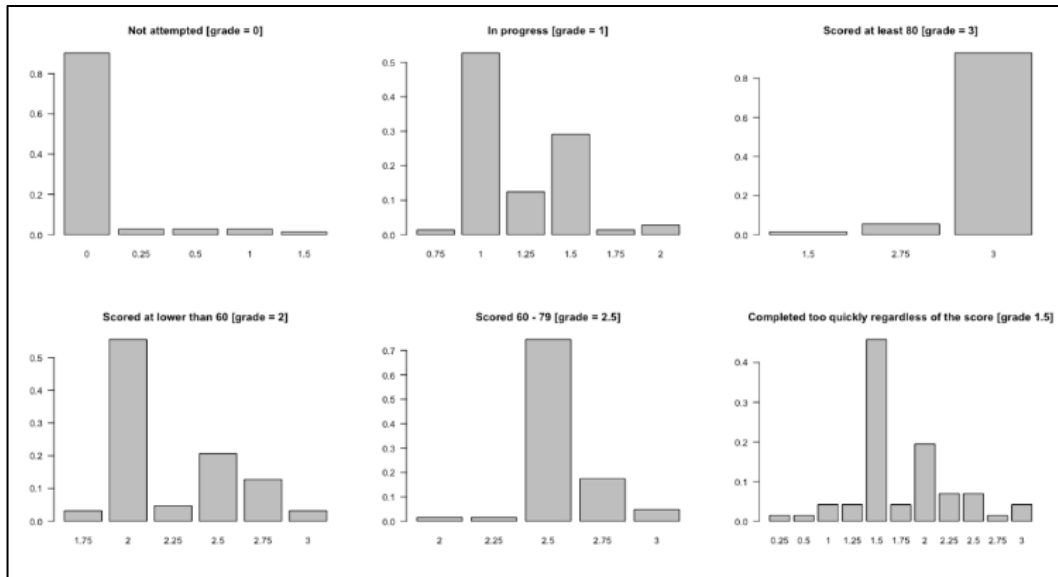 Not attempted [grade = 0]
0.8
0.6
0.4
0.2
0.0
0 0.25 0.5 1 1.5
In progress [grade = 1]
0.5
0.4
0.3
0.2
0.1
0.0
0.75 1 1.25 1.5 1.75 2
Scored at least 80 [grade = 3]
0.8
0.6
0.4
0.2
0.0
1.5 2.75 3
Scored at lower than 60 [grade = 2]
0.5
0.4
0.3
0.2
0.1
0.0
1.75 2 2.25 2.5 2.75 3
Scored 60 - 79 [grade = 2.5]
0.7
0.6
0.5
0.4
0.3
0.2
0.1
0.0
2 2.25 2.5 2.75 3
Completed too quickly regardless of the score [grade 1.5]
0.4
0.3
0.2
0.1
0.0
0.25 0.5 1 1.25 1.5 1.75 2 2.25 2.5 2.75 3